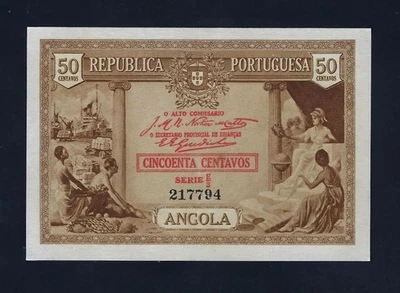 50 REPUBLICA PORTUGUESA 50
CENTAVOS CENTAVOS
O ALTO COMISSARIO
O SECRETARIO PROVINCIAL DE FINANÇAS
CINCOENTA CENTAVOS
SERIE
217794
ANGOLA